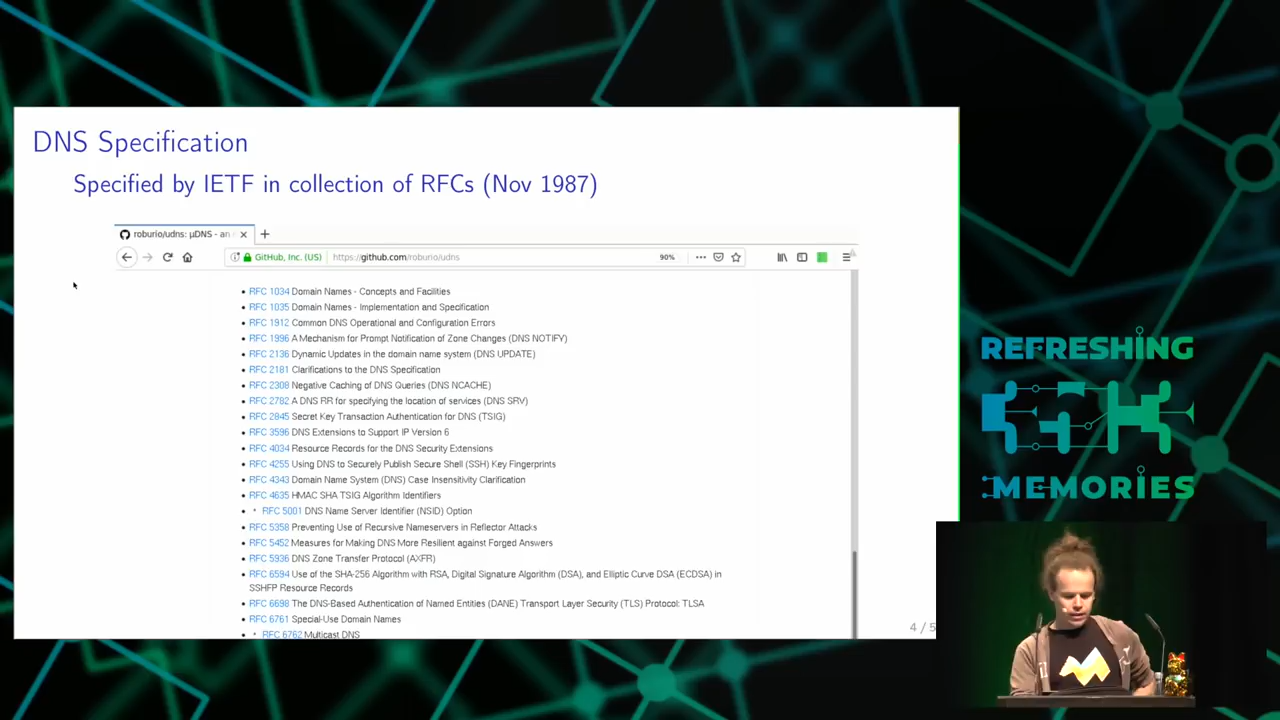 DNS Specification
Specified by IETF in collection of RFCs (Nov 1987)
roburio/udns: µDNS - an
GitHub, Inc. (US) https://github.com/roburio/udns 90%
RFC 1034 Domain Names - Concepts and Facilities
RFC 1035 Domain Names - Implementation and Specification
RFC 1912 Common DNS Operational and Configuration Errors
RFC 1996 A Mechanism for Prompt Notification of Zone Changes (DNS NOTIFY)
RFC 2136 Dynamic Updates in the domain name system (DNS UPDATE)
RFC 2181 Clarifications to the DNS Specification
RFC 2308 Negative Caching of DNS Queries (DNS NCACHE)
RFC 2782 A DNS RR for specifying the location of services (DNS SRV)
RFC 2845 Secret Key Transaction Authentication for DNS (TSIG)
RFC 3596 DNS Extensions to Support IP Version 6
RFC 4034 Resource Records for the DNS Security Extensions
RFC 4255 Using DNS to Securely Publish Secure Shell (SSH) Key Fingerprints
RFC 4343 Domain Name System (DNS) Case Insensitivity Clarification
RFC 4635 HMAC SHA TSIG Algorithm Identifiers
* RFC 5001 DNS Name Server Identifier (NSID) Option
RFC 5358 Preventing Use of Recursive Nameservers in Reflector Attacks
RFC 5452 Measures for Making DNS More Resilient against Forged Answers
RFC 5936 DNS Zone Transfer Protocol (AXFR)
RFC 6594 Use of the SHA-256 Algorithm with RSA, Digital Signature Algorithm (DSA), and Elliptic Curve DSA (ECDSA) in
SSHFP Resource Records
RFC 6698 The DNS-Based Authentication of Named Entities (DANE) Transport Layer Security (TLS) Protocol: TLSA
RFC 6761 Special-Use Domain Names
* RFC 6762 Multicast DNS
4 / 5
REFRESHING
MEMORIES